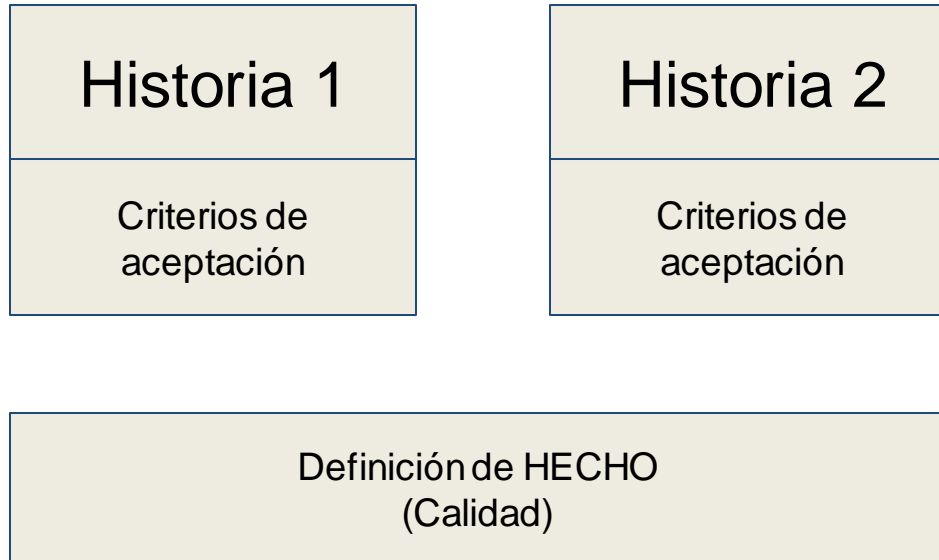 Historia 1
Criterios de
aceptación
Historia 2
Criterios de
aceptación
Definición de HECHO
(Calidad)